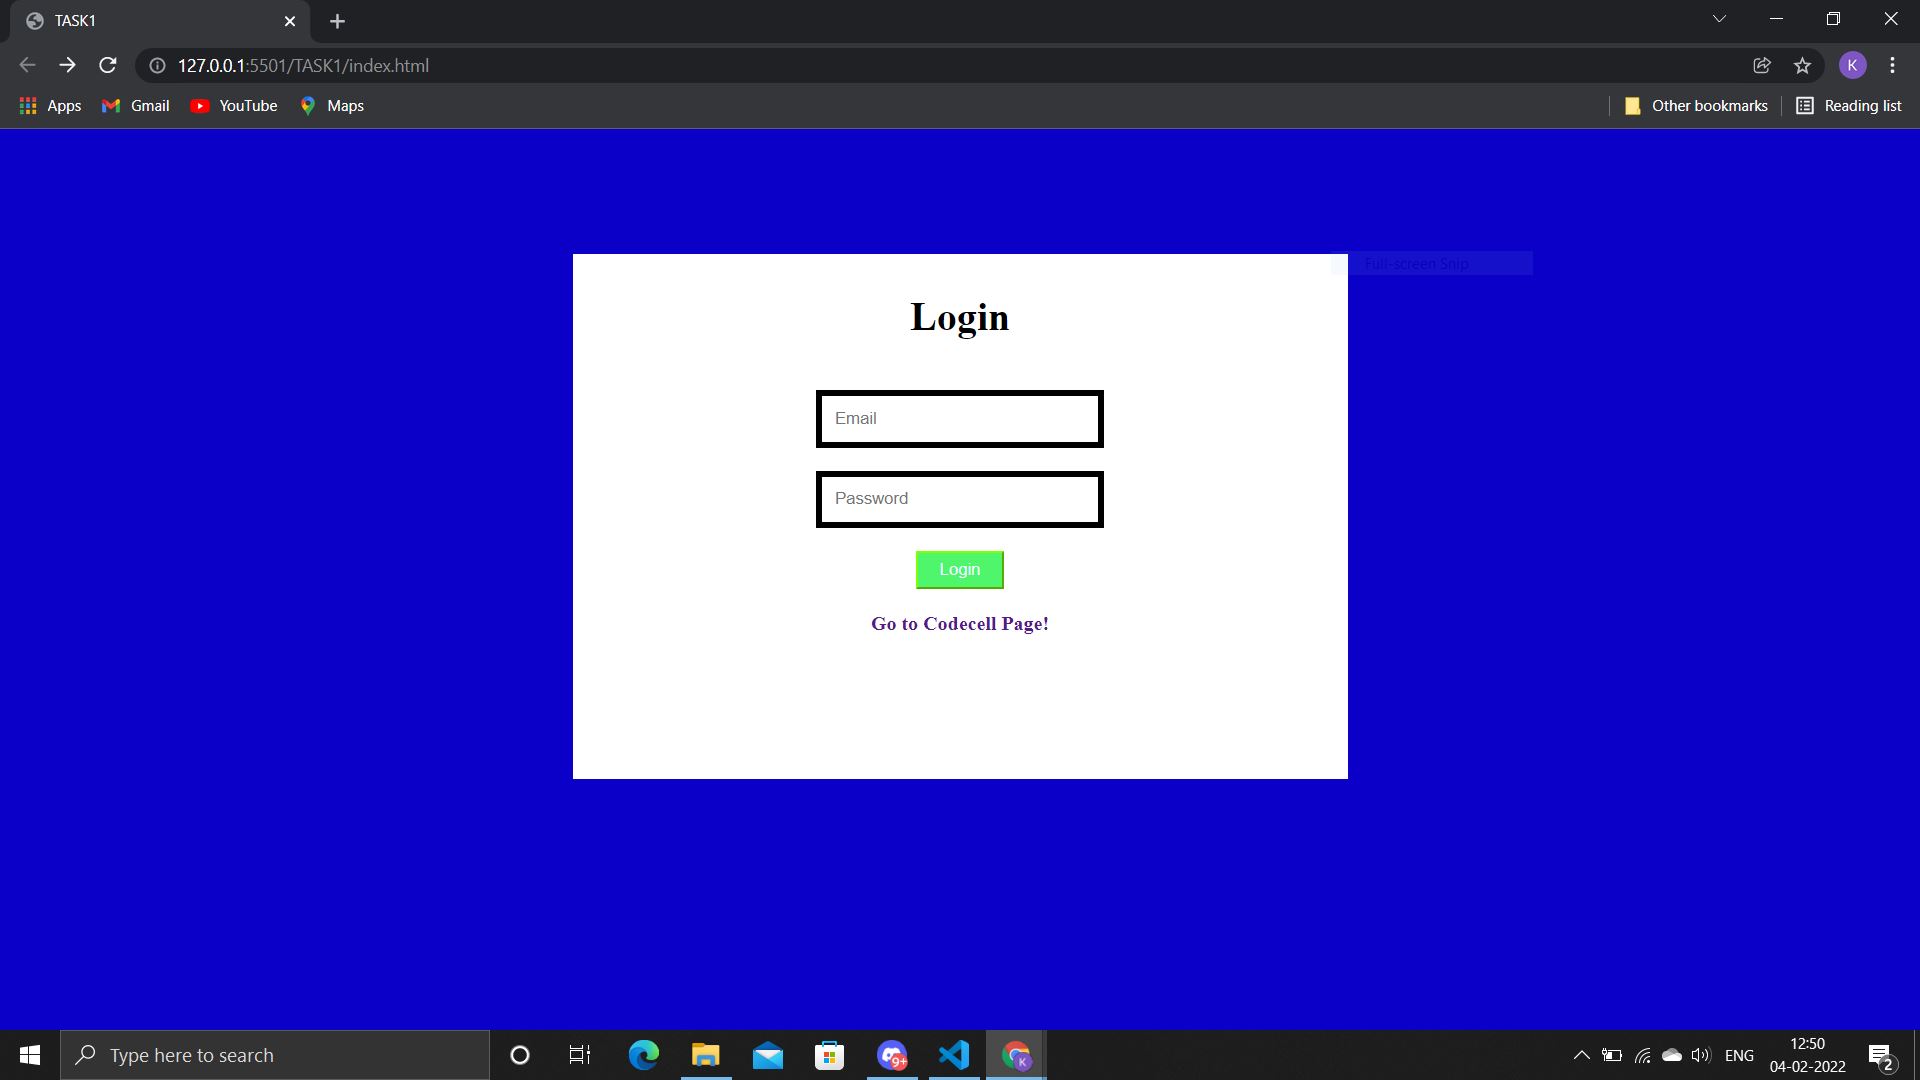 TASK1
127.0.0.1:5501/TASK1/index.html
K
Apps Gmail YouTube Maps Other bookmarks Reading list
Full-screen Snip
Login
Email
Password
Login
Go to Codecell Page!
Type here to search
9+
K
ENG
12:50
04-02-2022
2